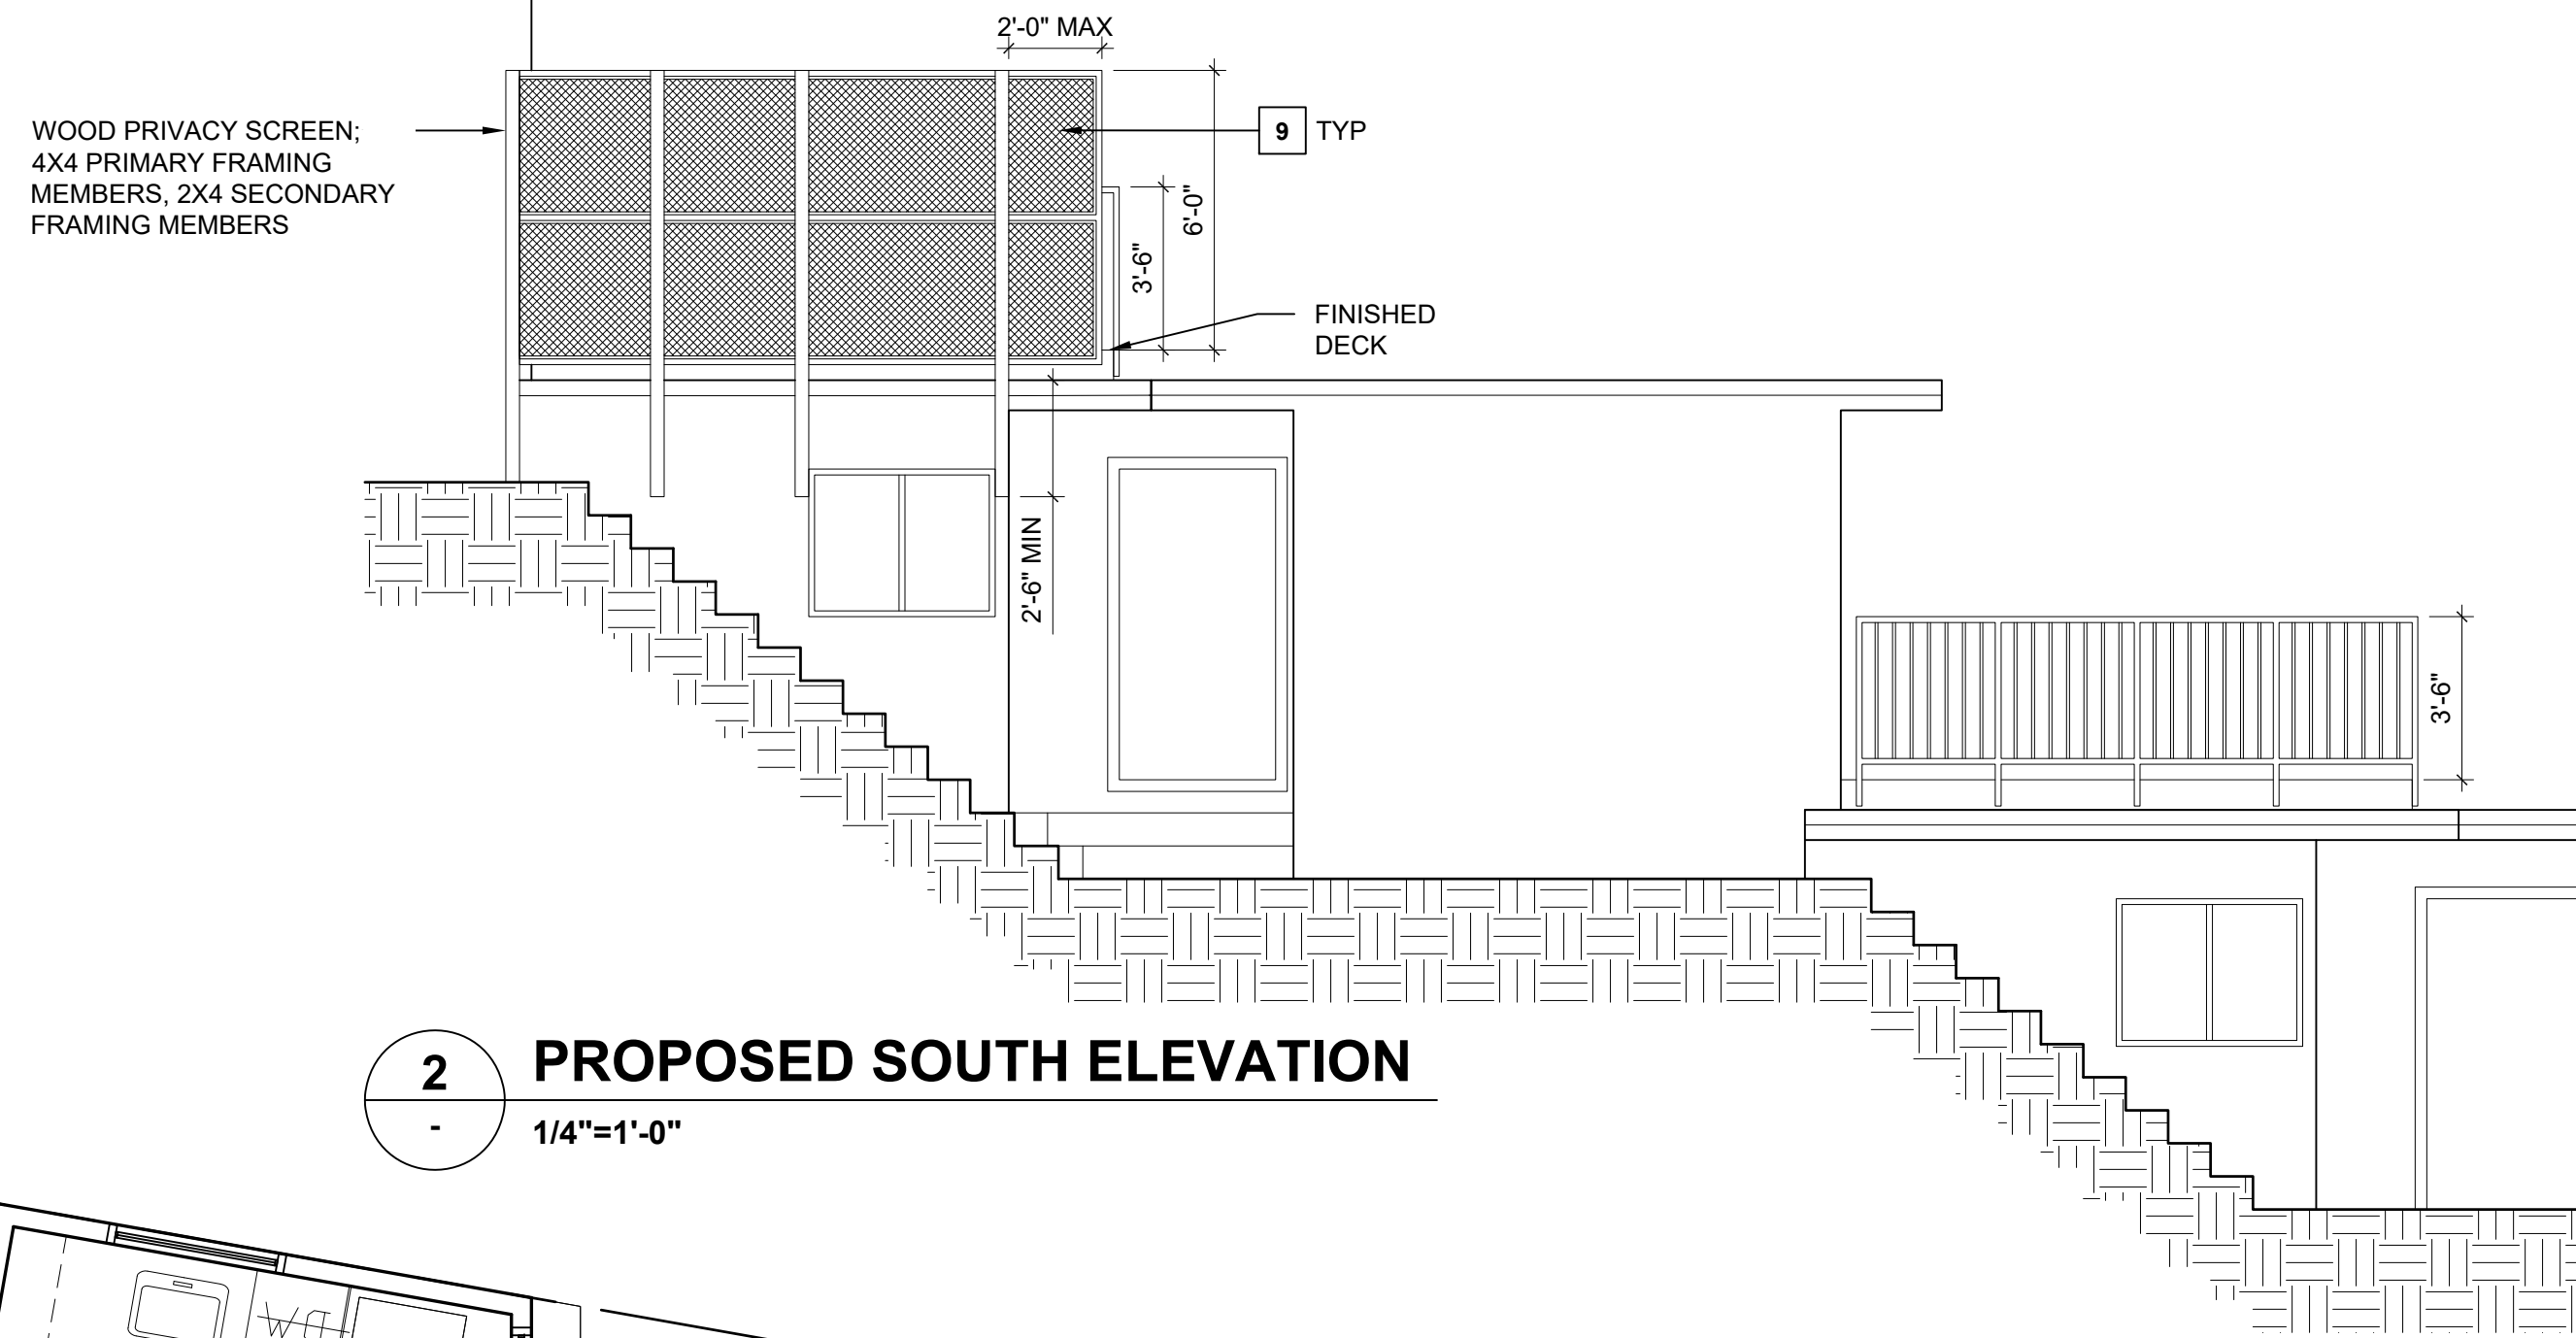 2'-0" MAX
WOOD PRIVACY SCREEN;
4X4 PRIMARY FRAMING
MEMBERS, 2X4 SECONDARY
FRAMING MEMBERS
9 TYP
6'-0"
3'-6"
FINISHED
DECK
2'-6" MIN
3'-6"
2
-
PROPOSED SOUTH ELEVATION
1/4"=1'-0"